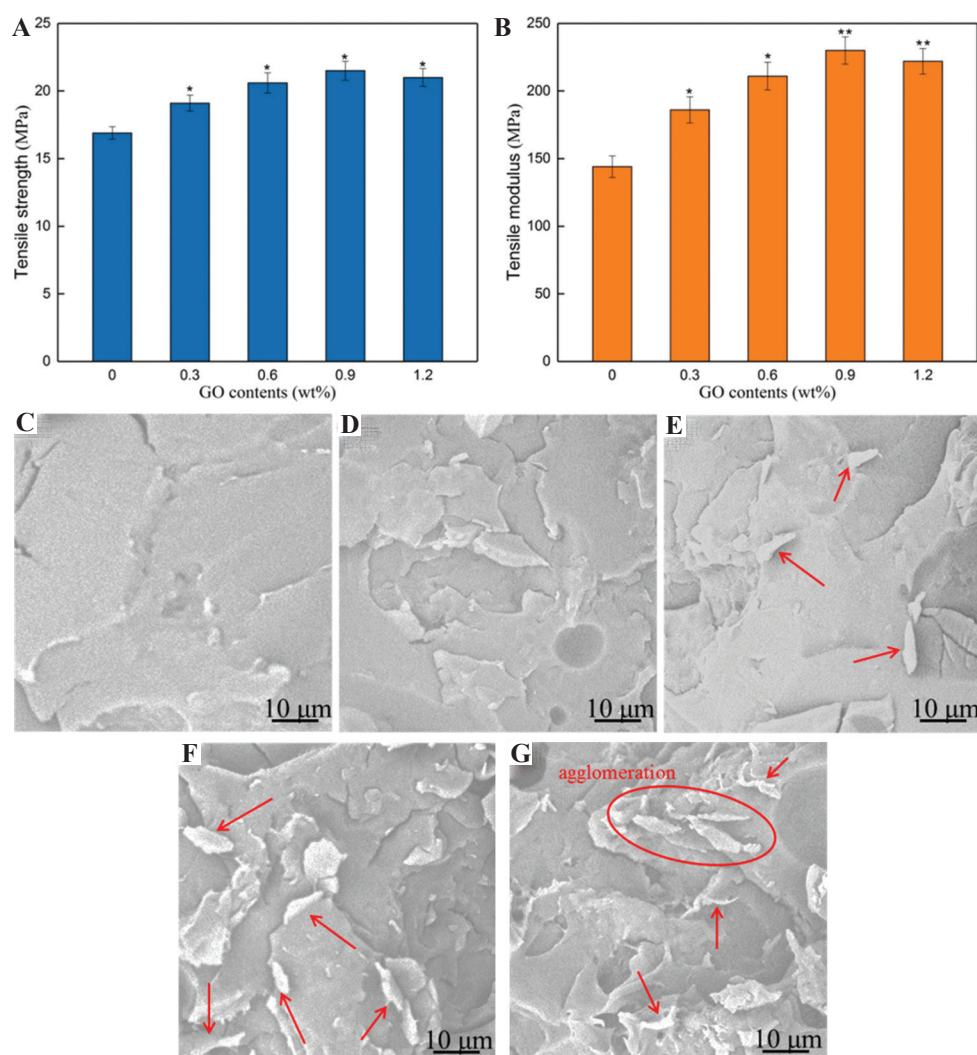 A
25
20
15
10
5
0
Tensile strength (MPa)
*
*
*
*
0 0.3 0.6 0.9 1.2
GO contents (wt%)
B
250
200
150
100
50
0
Tensile modulus (MPa)
*
*
**
**
0 0.3 0.6 0.9 1.2
GO contents (wt%)
C
10 μm
D
10 μm
E
10 μm
F
10 μm
G
agglomeration
10 μm